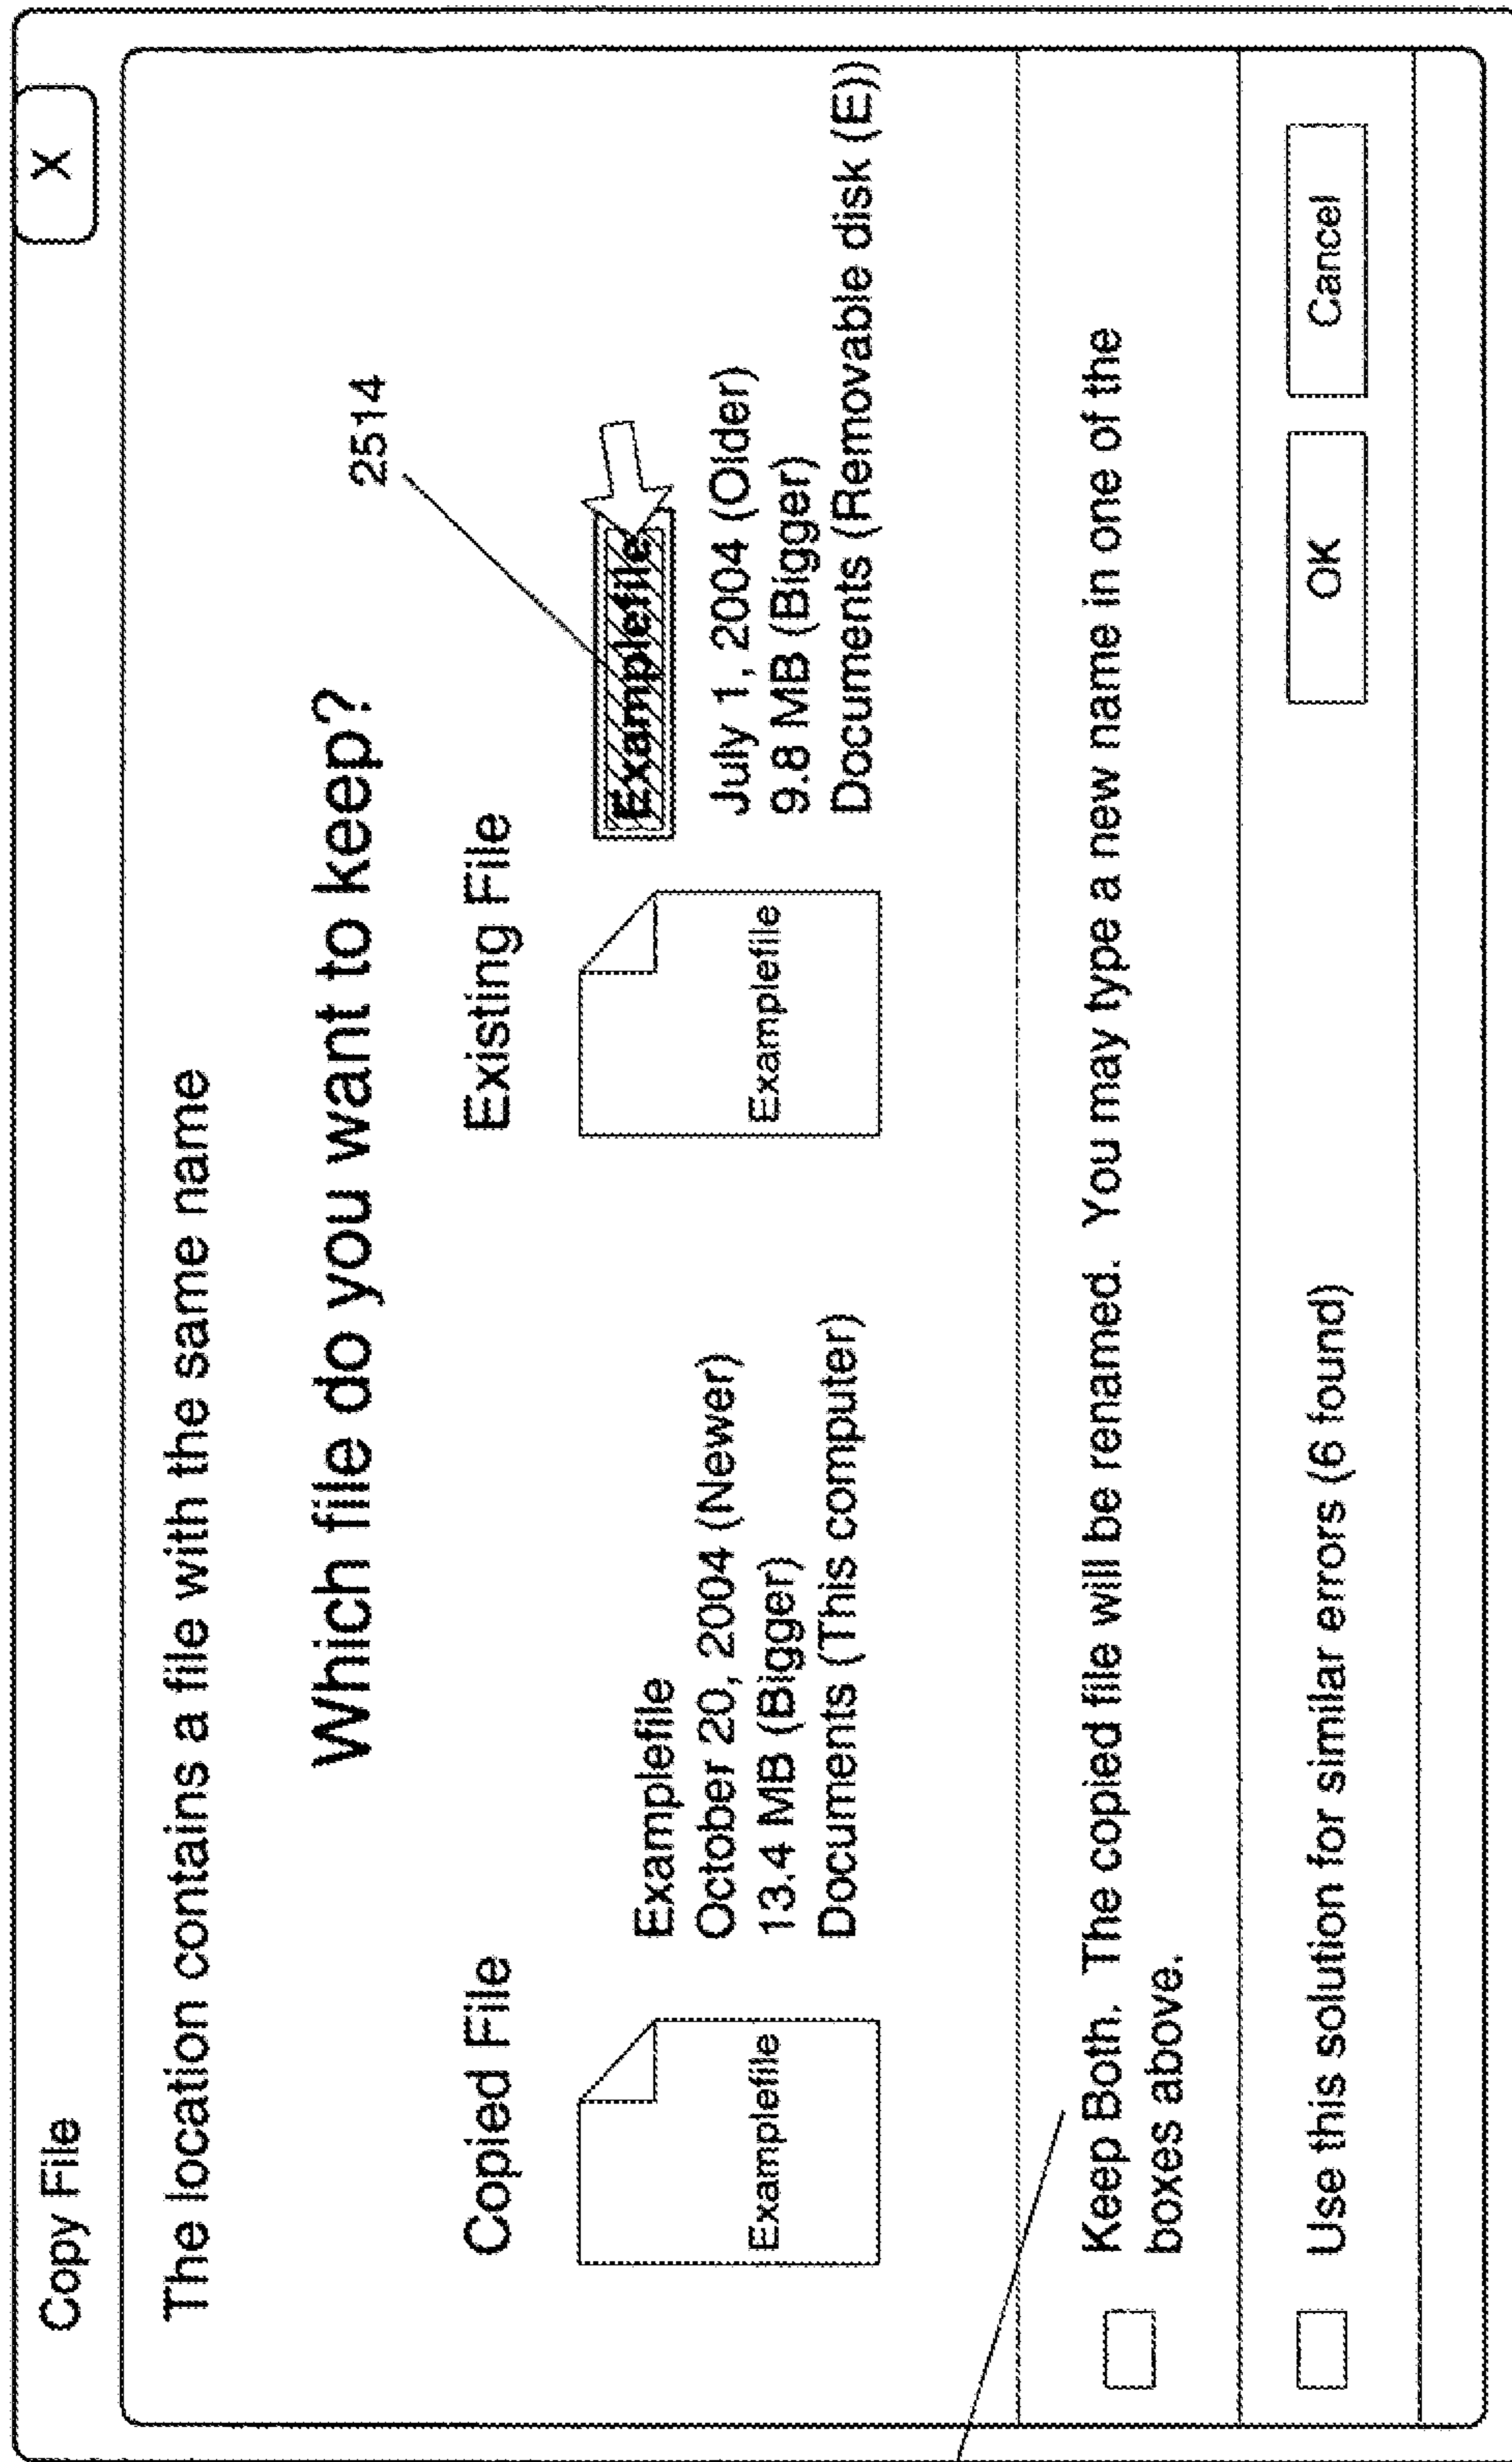 Copy File
X
The location contains a file with the same name
Which file do you want to keep?
Copied File
Examplefile
Examplefile
October 20, 2004 (Newer)
13.4 MB (Bigger)
Documents (This computer)
Existing File
2514
Examplefile
Examplefile
July 1, 2004 (Older)
9.8 MB (Bigger)
Documents (Removable disk (E))
Keep Both. The copied file will be renamed. You may type a new name in one of the
boxes above.
Use this solution for similar errors (6 found)
OK
Cancel